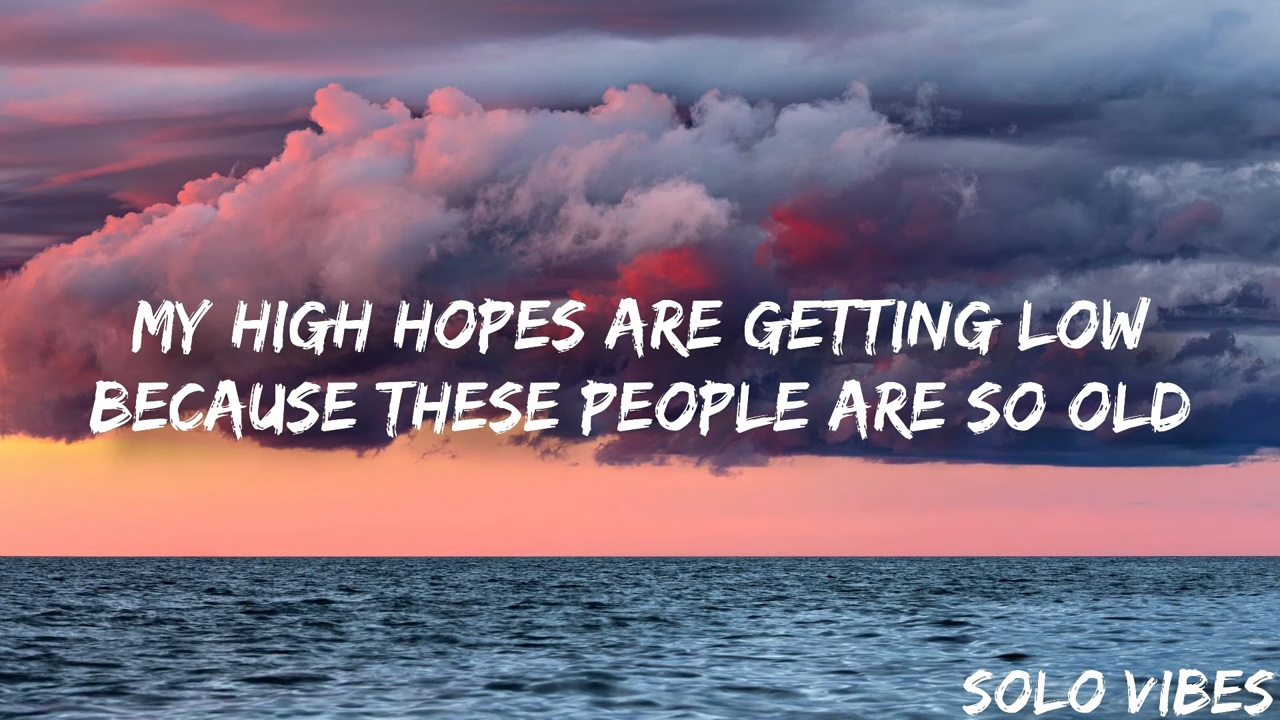 MY HIGH HOPES ARE GETTING LOW
BECAUSE THESE PEOPLE ARE SO OLD
SOLO VIBES